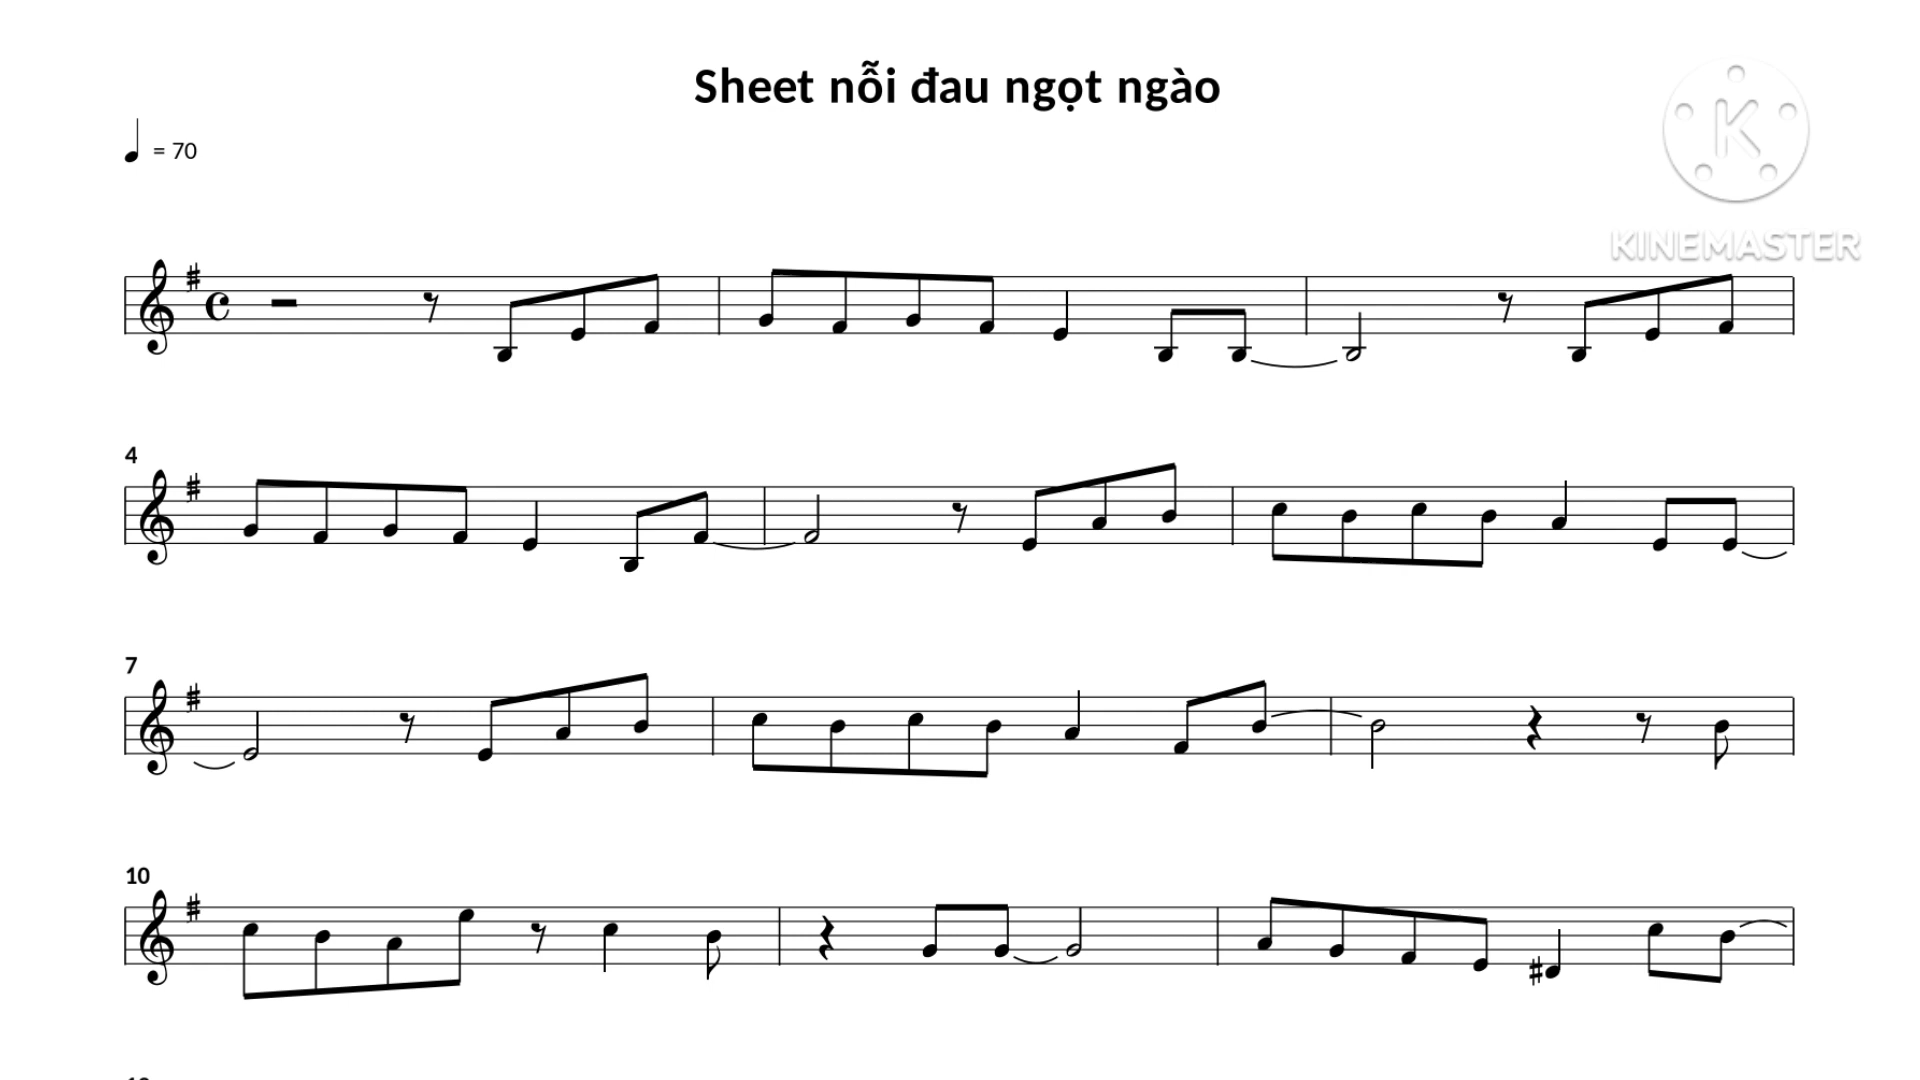 Sheet nỗi đau ngọt ngào
= 70
K
KINEMASTER
4
7
10